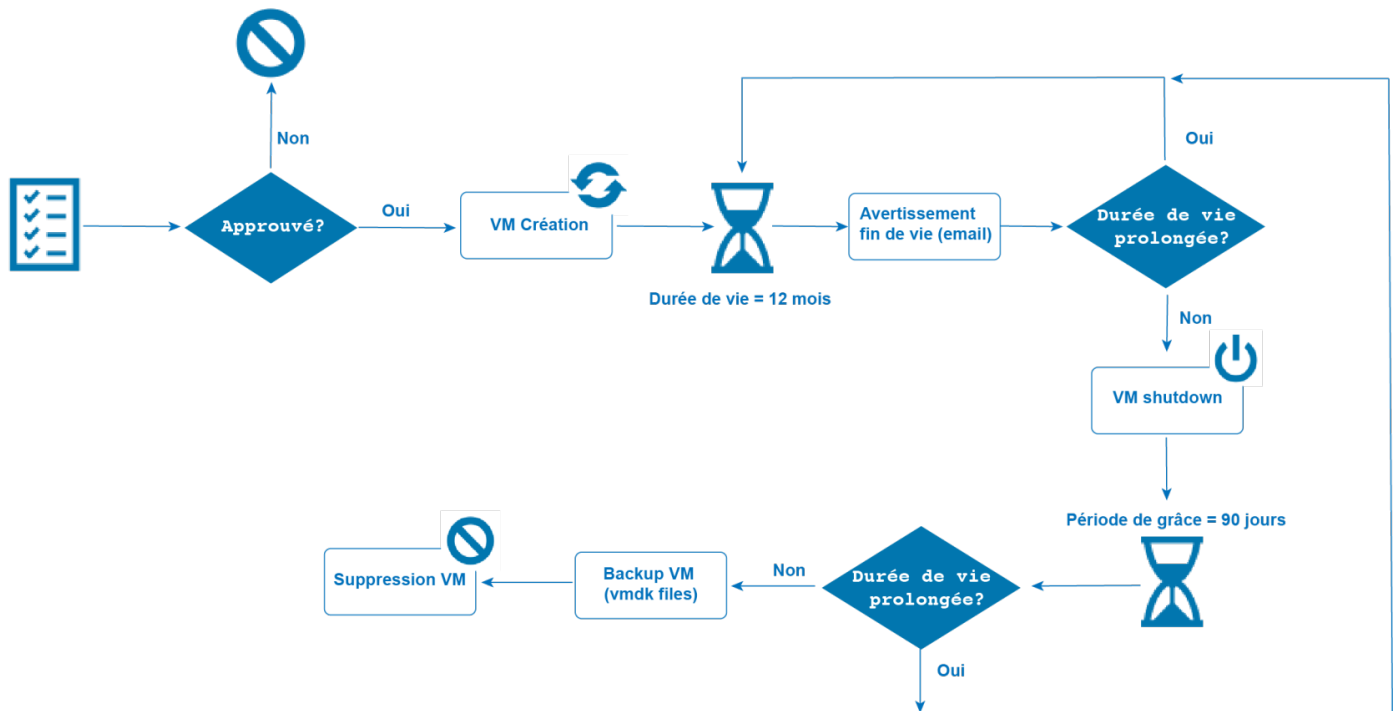 Non
Oui
Approuvé?
Oui
VM Création
Avertissement
fin de vie (email)
Durée de vie
prolongée?
Durée de vie = 12 mois
Non
VM shutdown
Période de grâce = 90 jours
Suppression VM
Backup VM
(vmdk files)
Non
Durée de vie
prolongée?
Oui